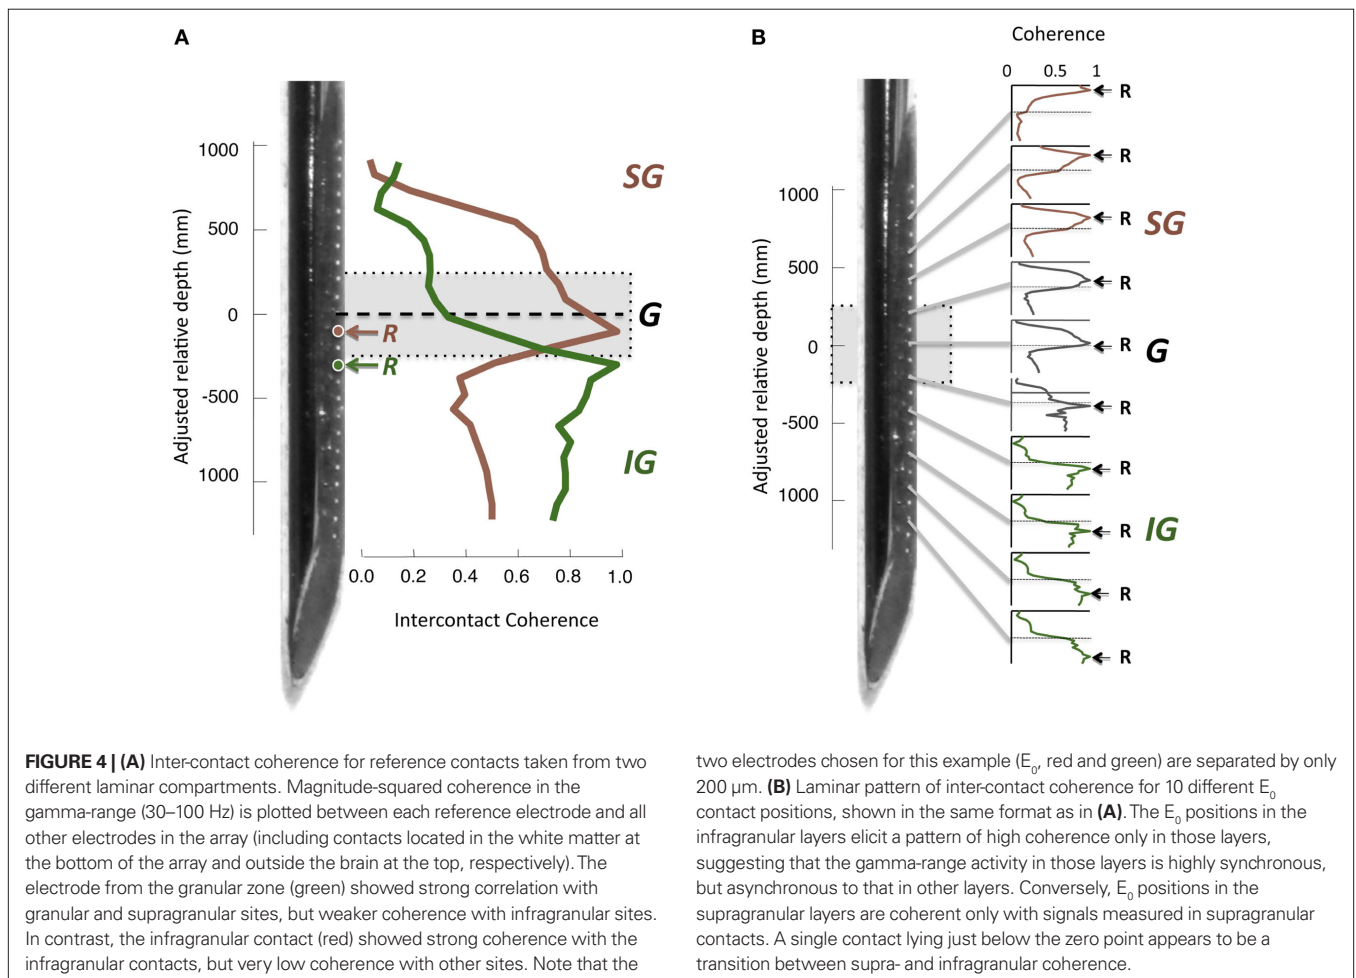 A
1000
500
0
-500
1000
Adjusted relative depth (mm)
SG
G
IG
R
R
0.0 0.2 0.4 0.6 0.8 1.0
Intercontact Coherence
B
Coherence
0 0.5 1
1000
500
0
-500
1000
Adjusted relative depth (mm)
R
R
R
R
R
R
R
R
R
R
SG
G
IG
FIGURE 4 | (A) Inter-contact coherence for reference contacts taken from two
different laminar compartments. Magnitude-squared coherence in the
gamma-range (30–100 Hz) is plotted between each reference electrode and all
other electrodes in the array (including contacts located in the white matter at
the bottom of the array and outside the brain at the top, respectively). The
electrode from the granular zone (green) showed strong correlation with
granular and supragranular sites, but weaker coherence with infragranular sites.
In contrast, the infragranular contact (red) showed strong coherence with the
infragranular contacts, but very low coherence with other sites. Note that the
two electrodes chosen for this example (E0, red and green) are separated by only
200 μm. (B) Laminar pattern of inter-contact coherence for 10 different E0
contact positions, shown in the same format as in (A). The E0 positions in the
infragranular layers elicit a pattern of high coherence only in those layers,
suggesting that the gamma-range activity in those layers is highly synchronous,
but asynchronous to that in other layers. Conversely, E0 positions in the
supragranular layers are coherent only with signals measured in supragranular
contacts. A single contact lying just below the zero point appears to be a
transition between supra- and infragranular coherence.